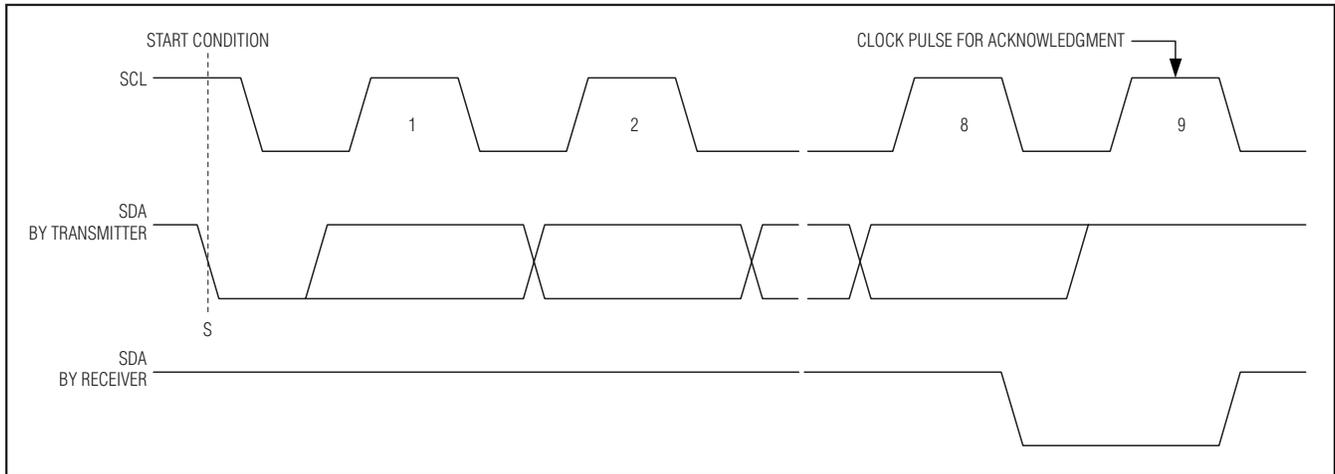 START CONDITION
CLOCK PULSE FOR ACKNOWLEDGMENT
SCL
1
2
8
9
SDA
BY TRANSMITTER
S
SDA
BY RECEIVER